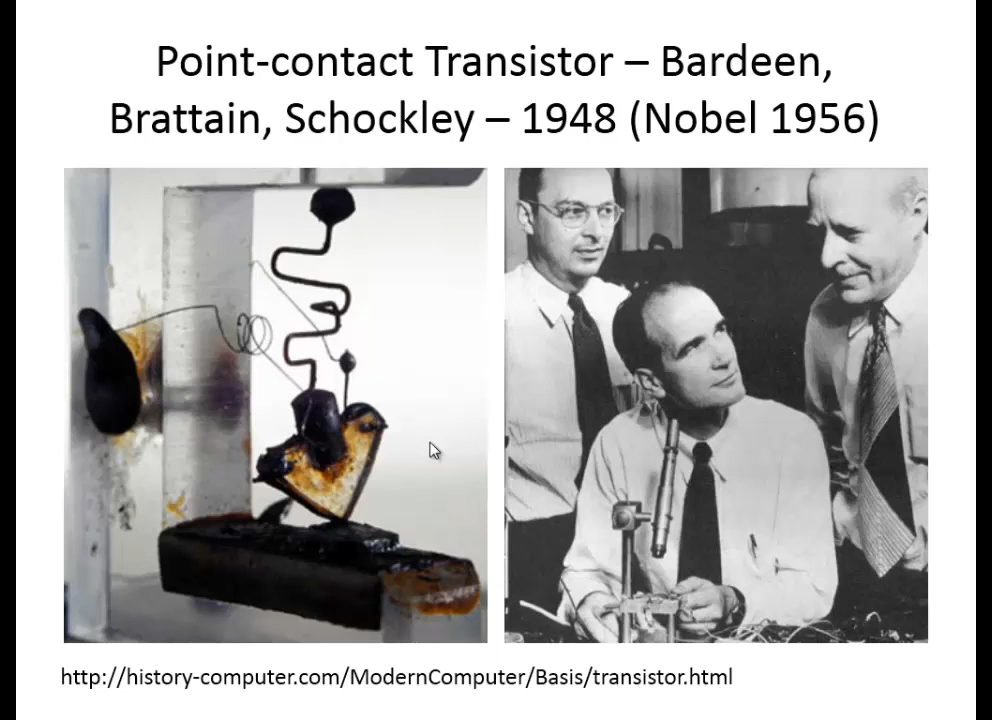 Point-contact Transistor – Bardeen,
Brattain, Schockley – 1948 (Nobel 1956)
http://history-computer.com/ModernComputer/Basis/transistor.html